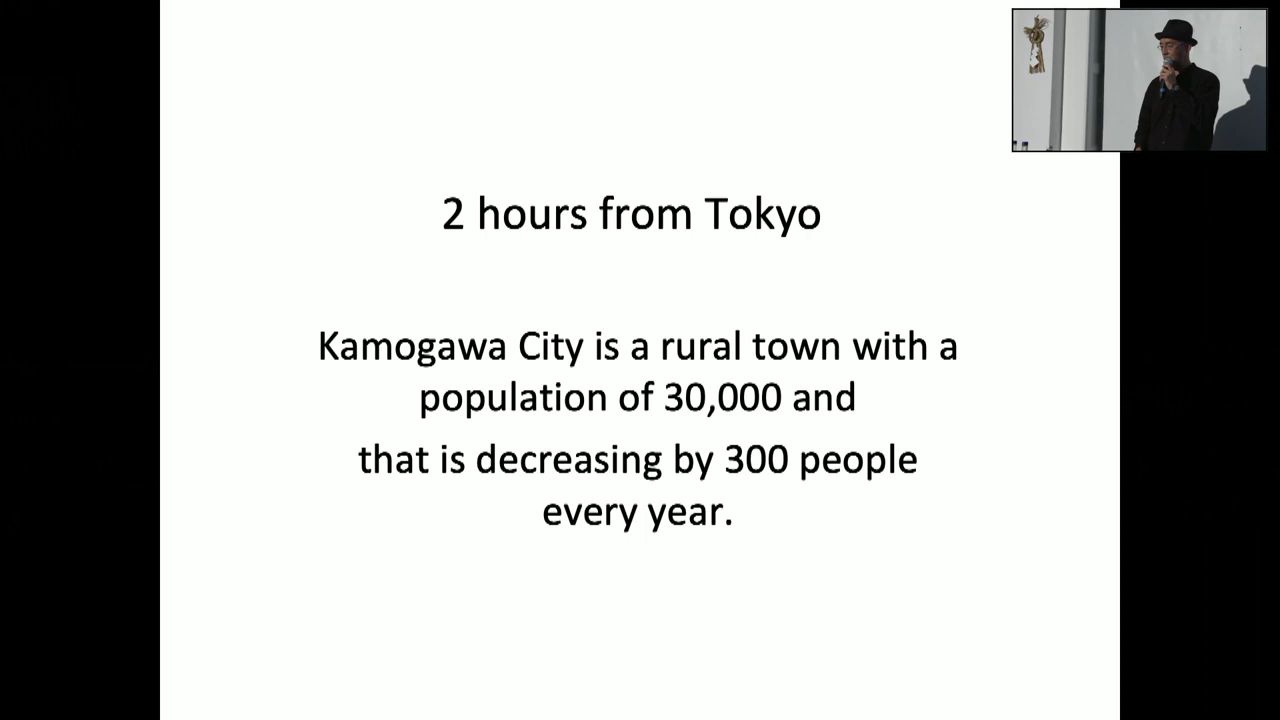 2 hours from Tokyo
Kamogawa City is a rural town with a
population of 30,000 and
that is decreasing by 300 people
every year.